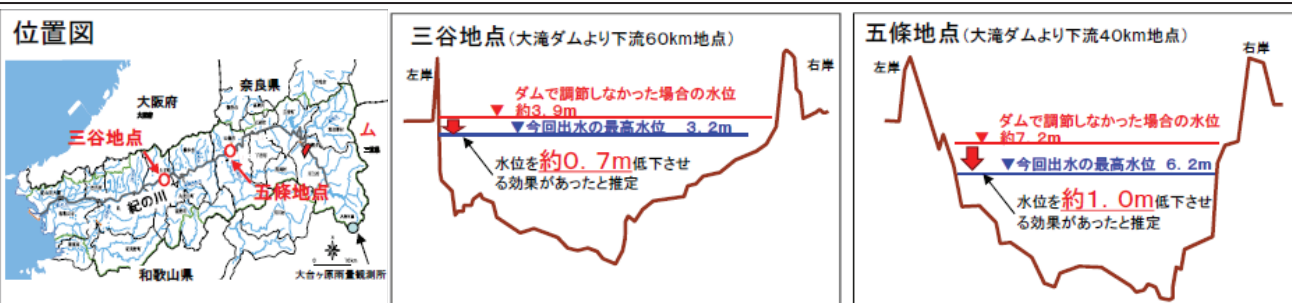 位置図
奈良県
大阪府
三谷地点
ム
五條地点
紀の川
和歌山県
大台ヶ原雨量観測所
三谷地点(大滝ダムより下流60km地点)
左岸
右岸
ダムで調節しなかった場合の水位
▼ 約3.9m
▼今回出水の最高水位 3.2m
水位を約0.7m低下させ
る効果があったと推定
五條地点(大滝ダムより下流40km地点)
左岸
右岸
ダムで調節しなかった場合の水位
▼ 約7.2m
▼今回出水の最高水位 6.2m
水位を約1.0m低下させ
る効果があったと推定